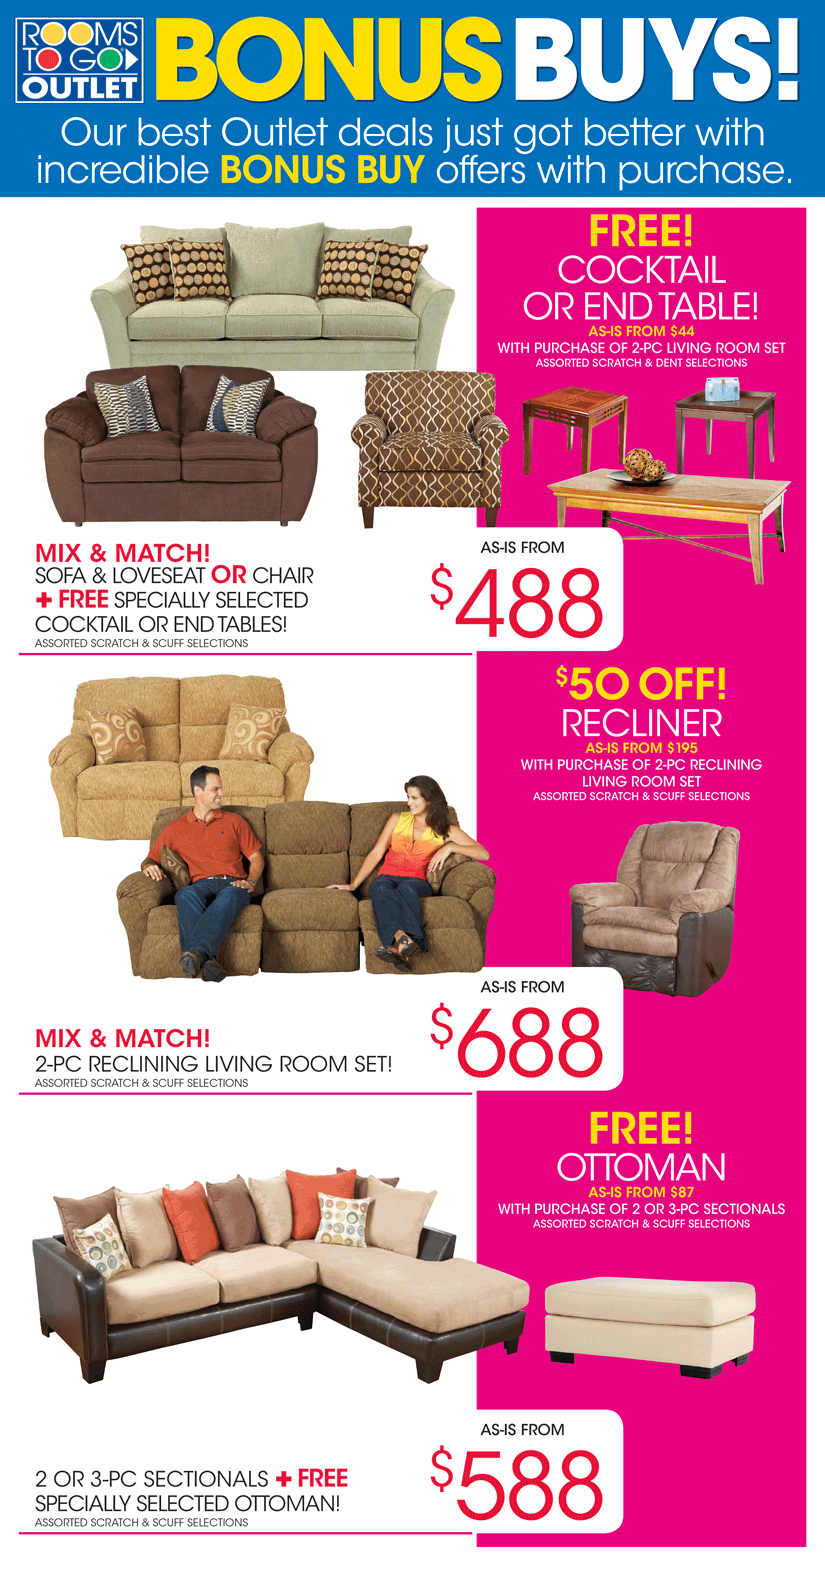 ROOMS
TO GO
OUTLET
BONUS BUYS!
Our best Outlet deals just got better with
incredible BONUS BUY offers with purchase.
FREE!
COCKTAIL
OR END TABLE!
AS-IS FROM $44
WITH PURCHASE OF 2-PC LIVING ROOM SET
ASSORTED SCRATCH & DENT SELECTIONS
MIX & MATCH!
SOFA & LOVESEAT OR CHAIR
+ FREE SPECIALLY SELECTED
COCKTAIL OR END TABLES!
ASSORTED SCRATCH & SCUFF SELECTIONS
AS-IS FROM
$488
$50 OFF!
RECLINER
AS-IS FROM $195
WITH PURCHASE OF 2-PC RECLINING
LIVING ROOM SET
ASSORTED SCRATCH & SCUFF SELECTIONS
MIX & MATCH!
2-PC RECLINING LIVING ROOM SET!
ASSORTED SCRATCH & SCUFF SELECTIONS
AS-IS FROM
$688
FREE!
OTTOMAN
AS-IS FROM $87
WITH PURCHASE OF 2 OR 3-PC SECTIONALS
ASSORTED SCRATCH & SCUFF SELECTIONS
2 OR 3-PC SECTIONALS + FREE
SPECIALLY SELECTED OTTOMAN!
ASSORTED SCRATCH & SCUFF SELECTIONS
AS-IS FROM
$588